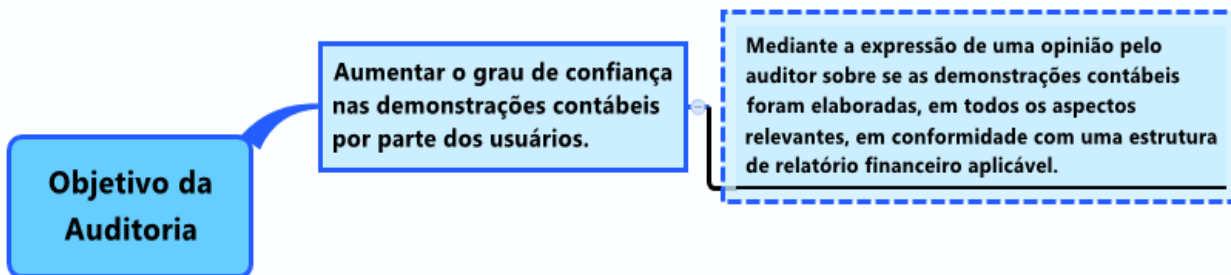 Objetivo da
Auditoria
Aumentar o grau de confiança
nas demonstrações contábeis
por parte dos usuários.
Mediante a expressão de uma opinião pelo
auditor sobre se as demonstrações contábeis
foram elaboradas, em todos os aspectos
relevantes, em conformidade com uma estrutura
de relatório financeiro aplicável.